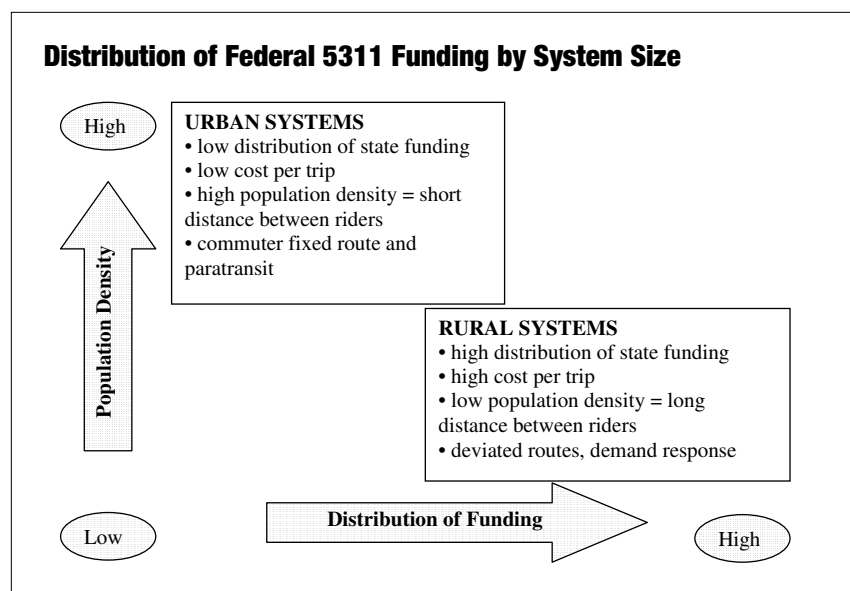 Distribution of Federal 5311 Funding by System Size
High
URBAN SYSTEMS
• low distribution of state funding
• low cost per trip
• high population density = short
distance between riders
• commuter fixed route and
paratransit
Population Density
RURAL SYSTEMS
• high distribution of state funding
• high cost per trip
• low population density = long
distance between riders
• deviated routes, demand response
Low
Distribution of Funding
High